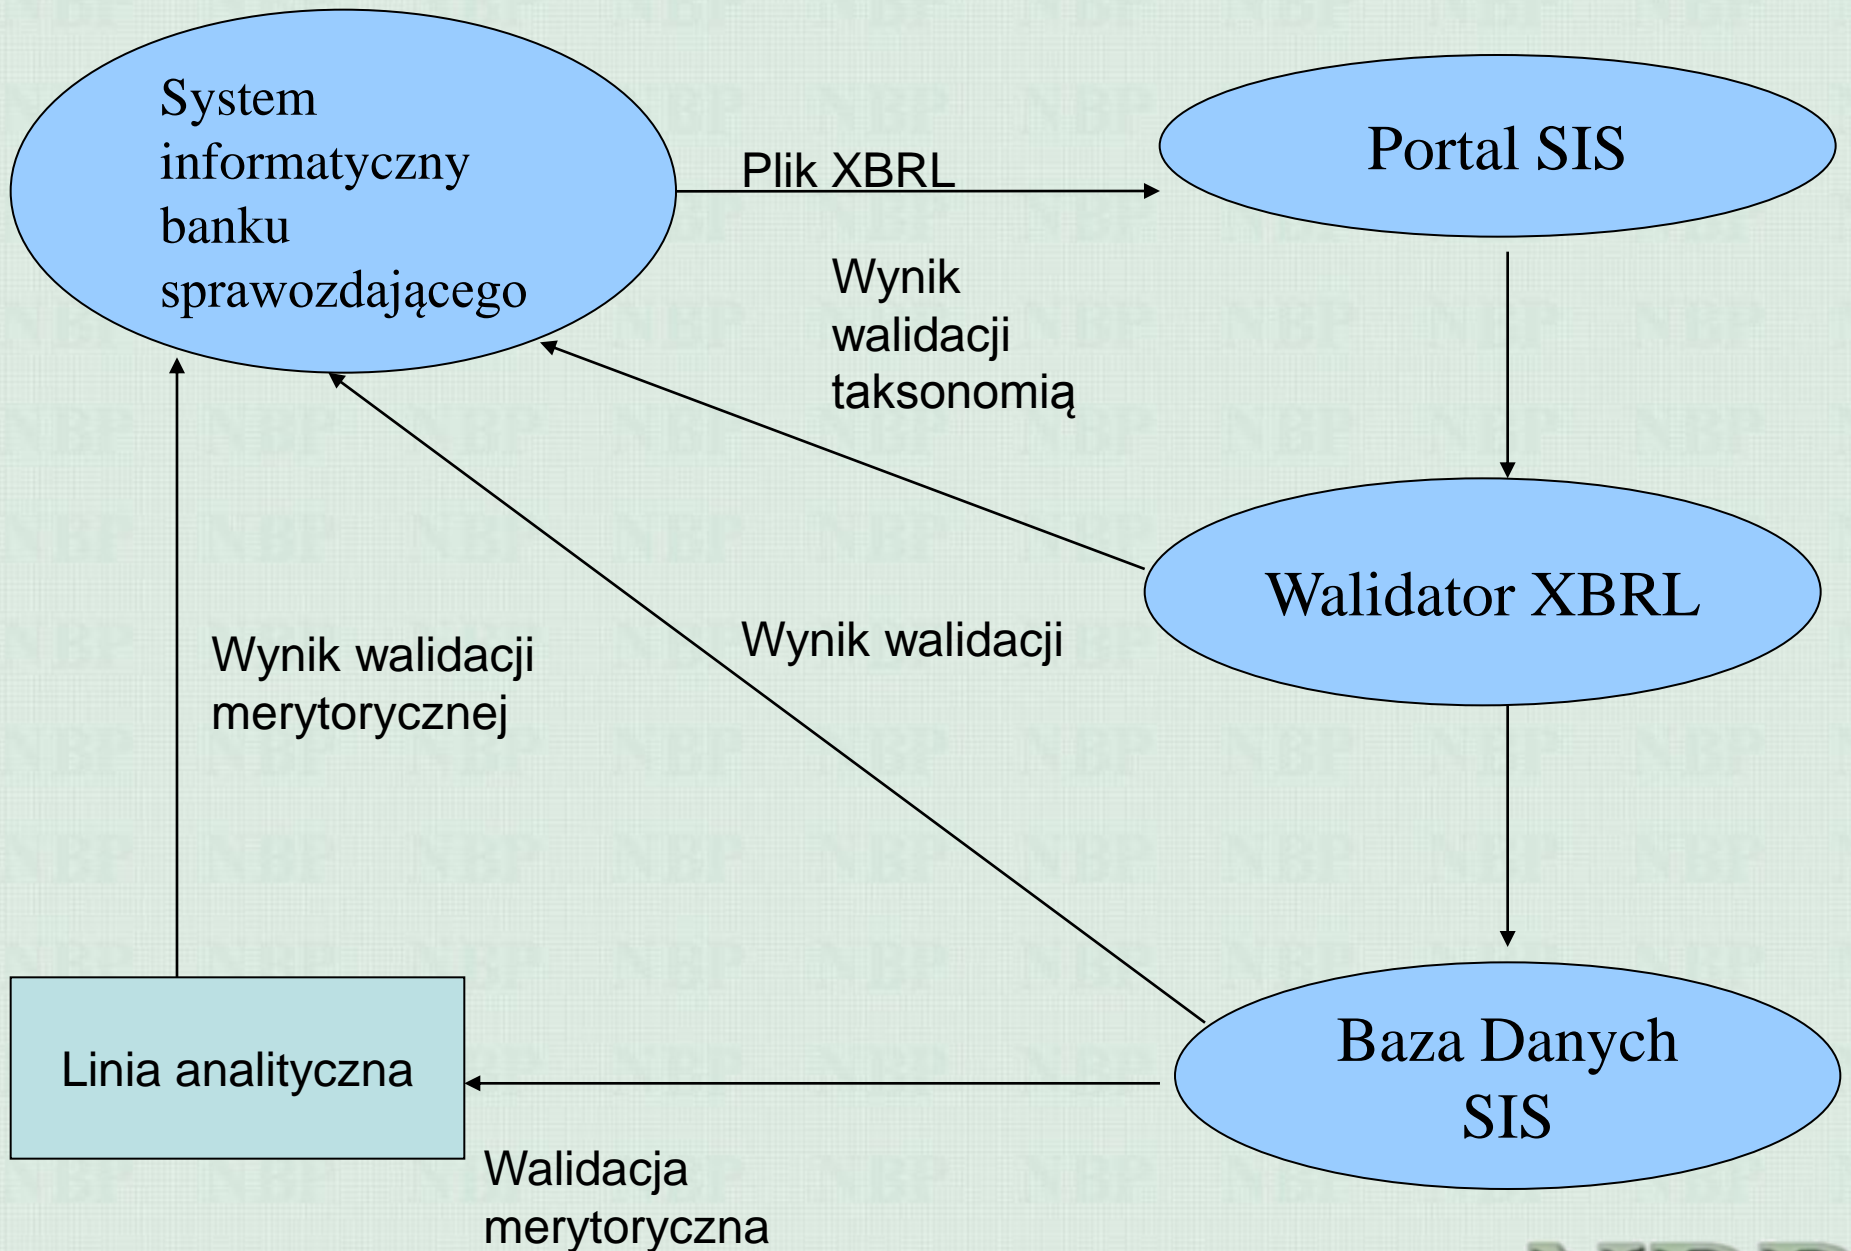 System
informatyczny
banku
sprawozdającego
Plik XBRL
Portal SIS
Wynik
walidacji
taksonomią
Walidator XBRL
Wynik walidacji
Wynik walidacji
merytorycznej
Linia analityczna
Baza Danych
SIS
Walidacja
merytoryczna